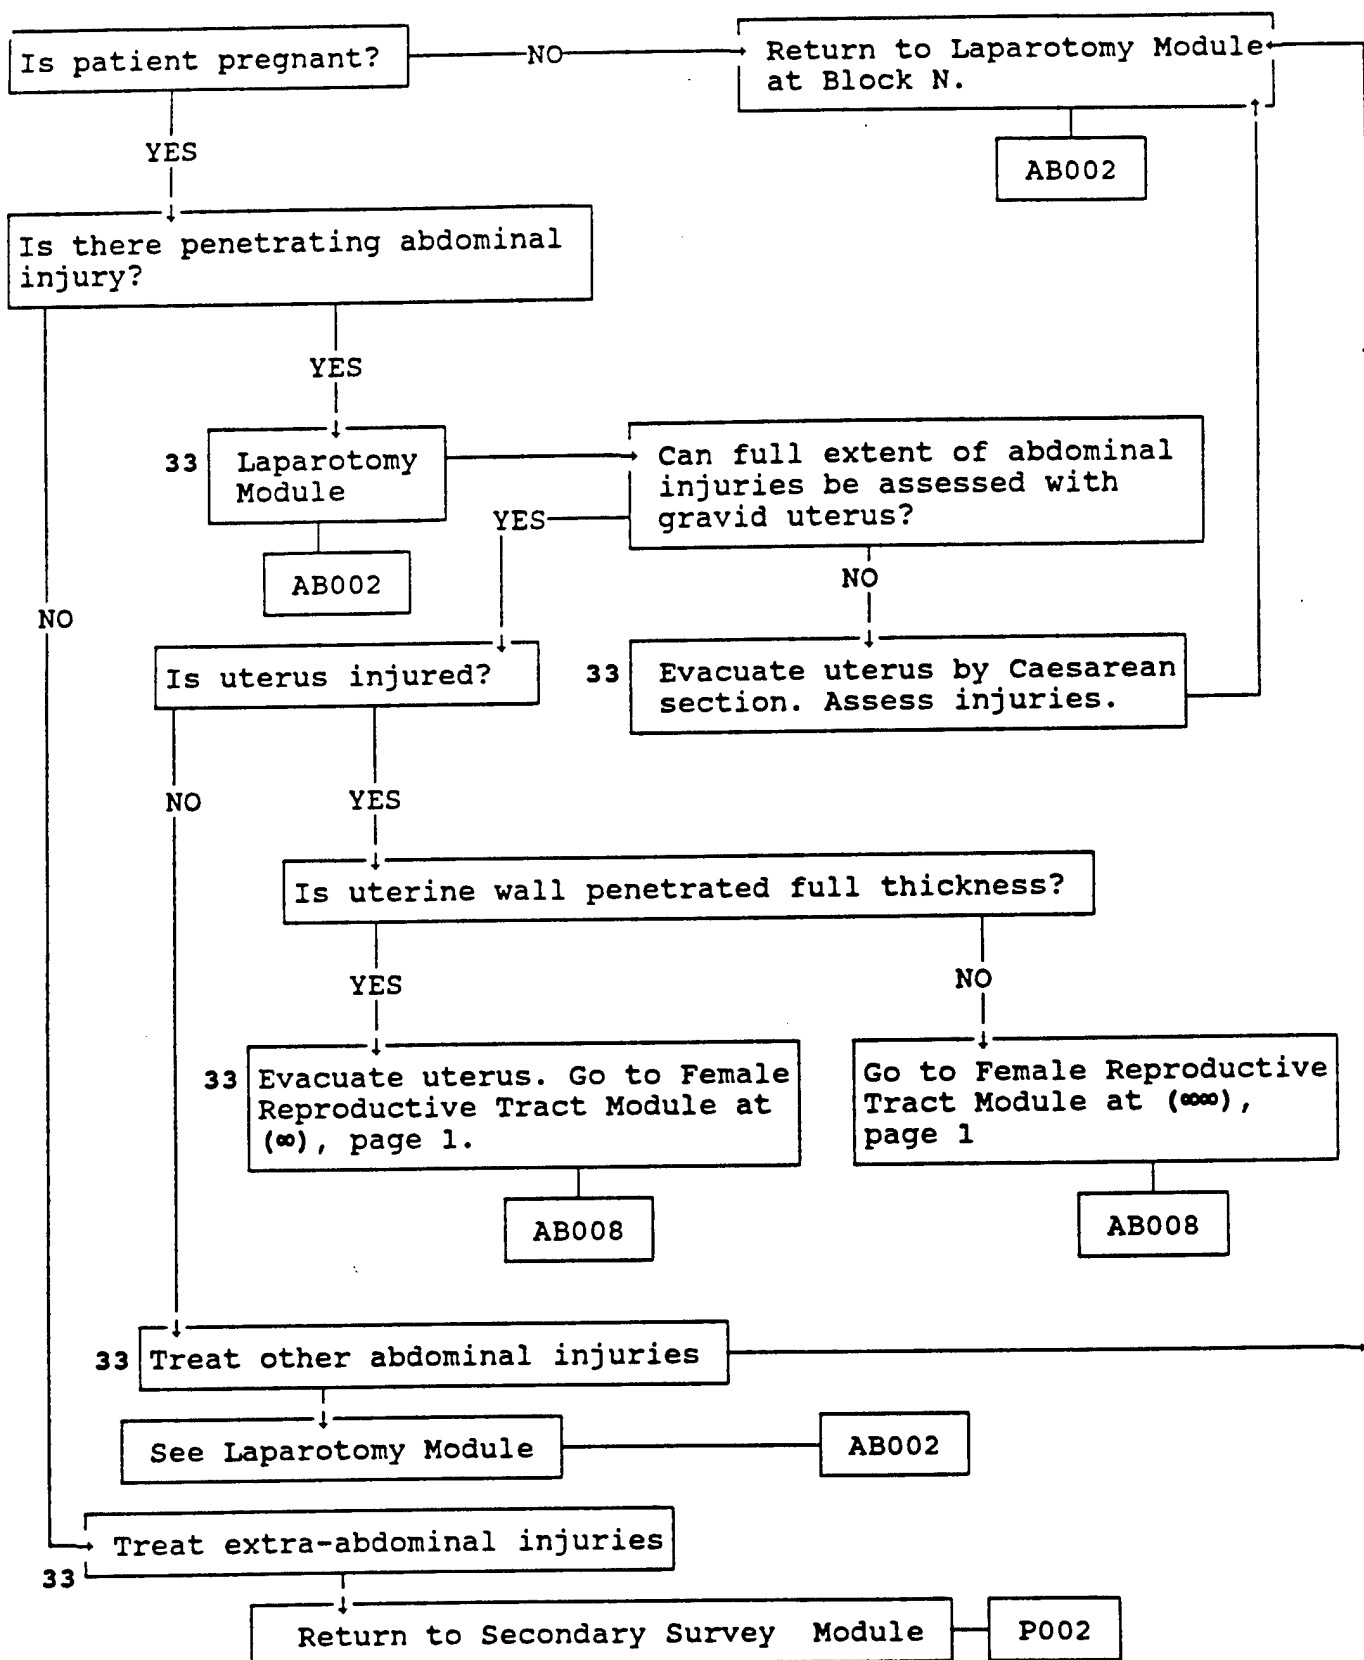 Is patient pregnant?
NO
Return to Laparotomy Module
at Block N.
AB002
YES
Is there penetrating abdominal
injury?
YES
33
Laparotomy
Module
AB002
Can full extent of abdominal
injuries be assessed with
gravid uterus?
YES
NO
NO
Is uterus injured?
33
Evacuate uterus by Caesarean
section. Assess injuries.
NO
YES
Is uterine wall penetrated full thickness?
YES
NO
33
Evacuate uterus. Go to Female
Reproductive Tract Module at
(∞), page 1.
AB008
Go to Female Reproductive
Tract Module at (∞∞),
page 1
AB008
33
Treat other abdominal injuries
See Laparotomy Module
AB002
Treat extra-abdominal injuries
33
Return to Secondary Survey Module
P002